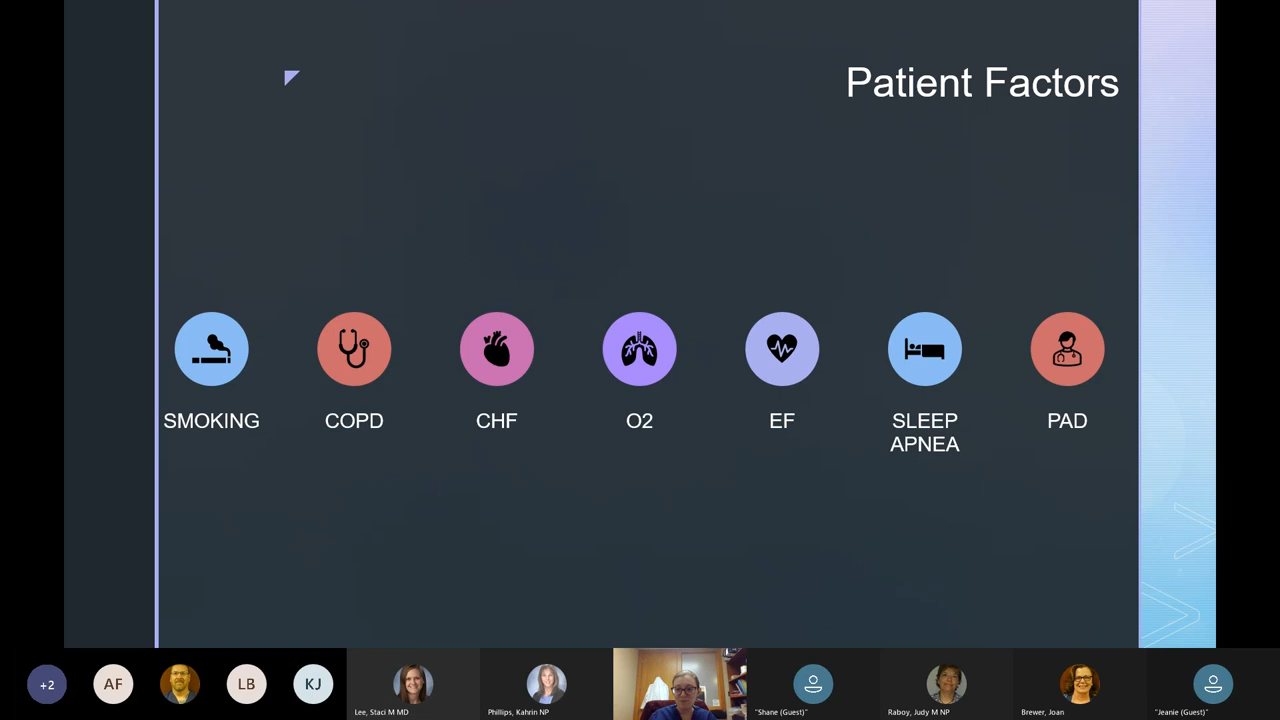 Patient Factors
SMOKING
COPD
CHF
O2
EF
SLEEP
APNEA
PAD
+2
AF
LB
KJ
Lee, Staci M MD
Phillips, Kahrin NP
"Shane (Guest)"
Raboy, Judy M NP
Brewer, Joan
"Jeanie (Guest)"